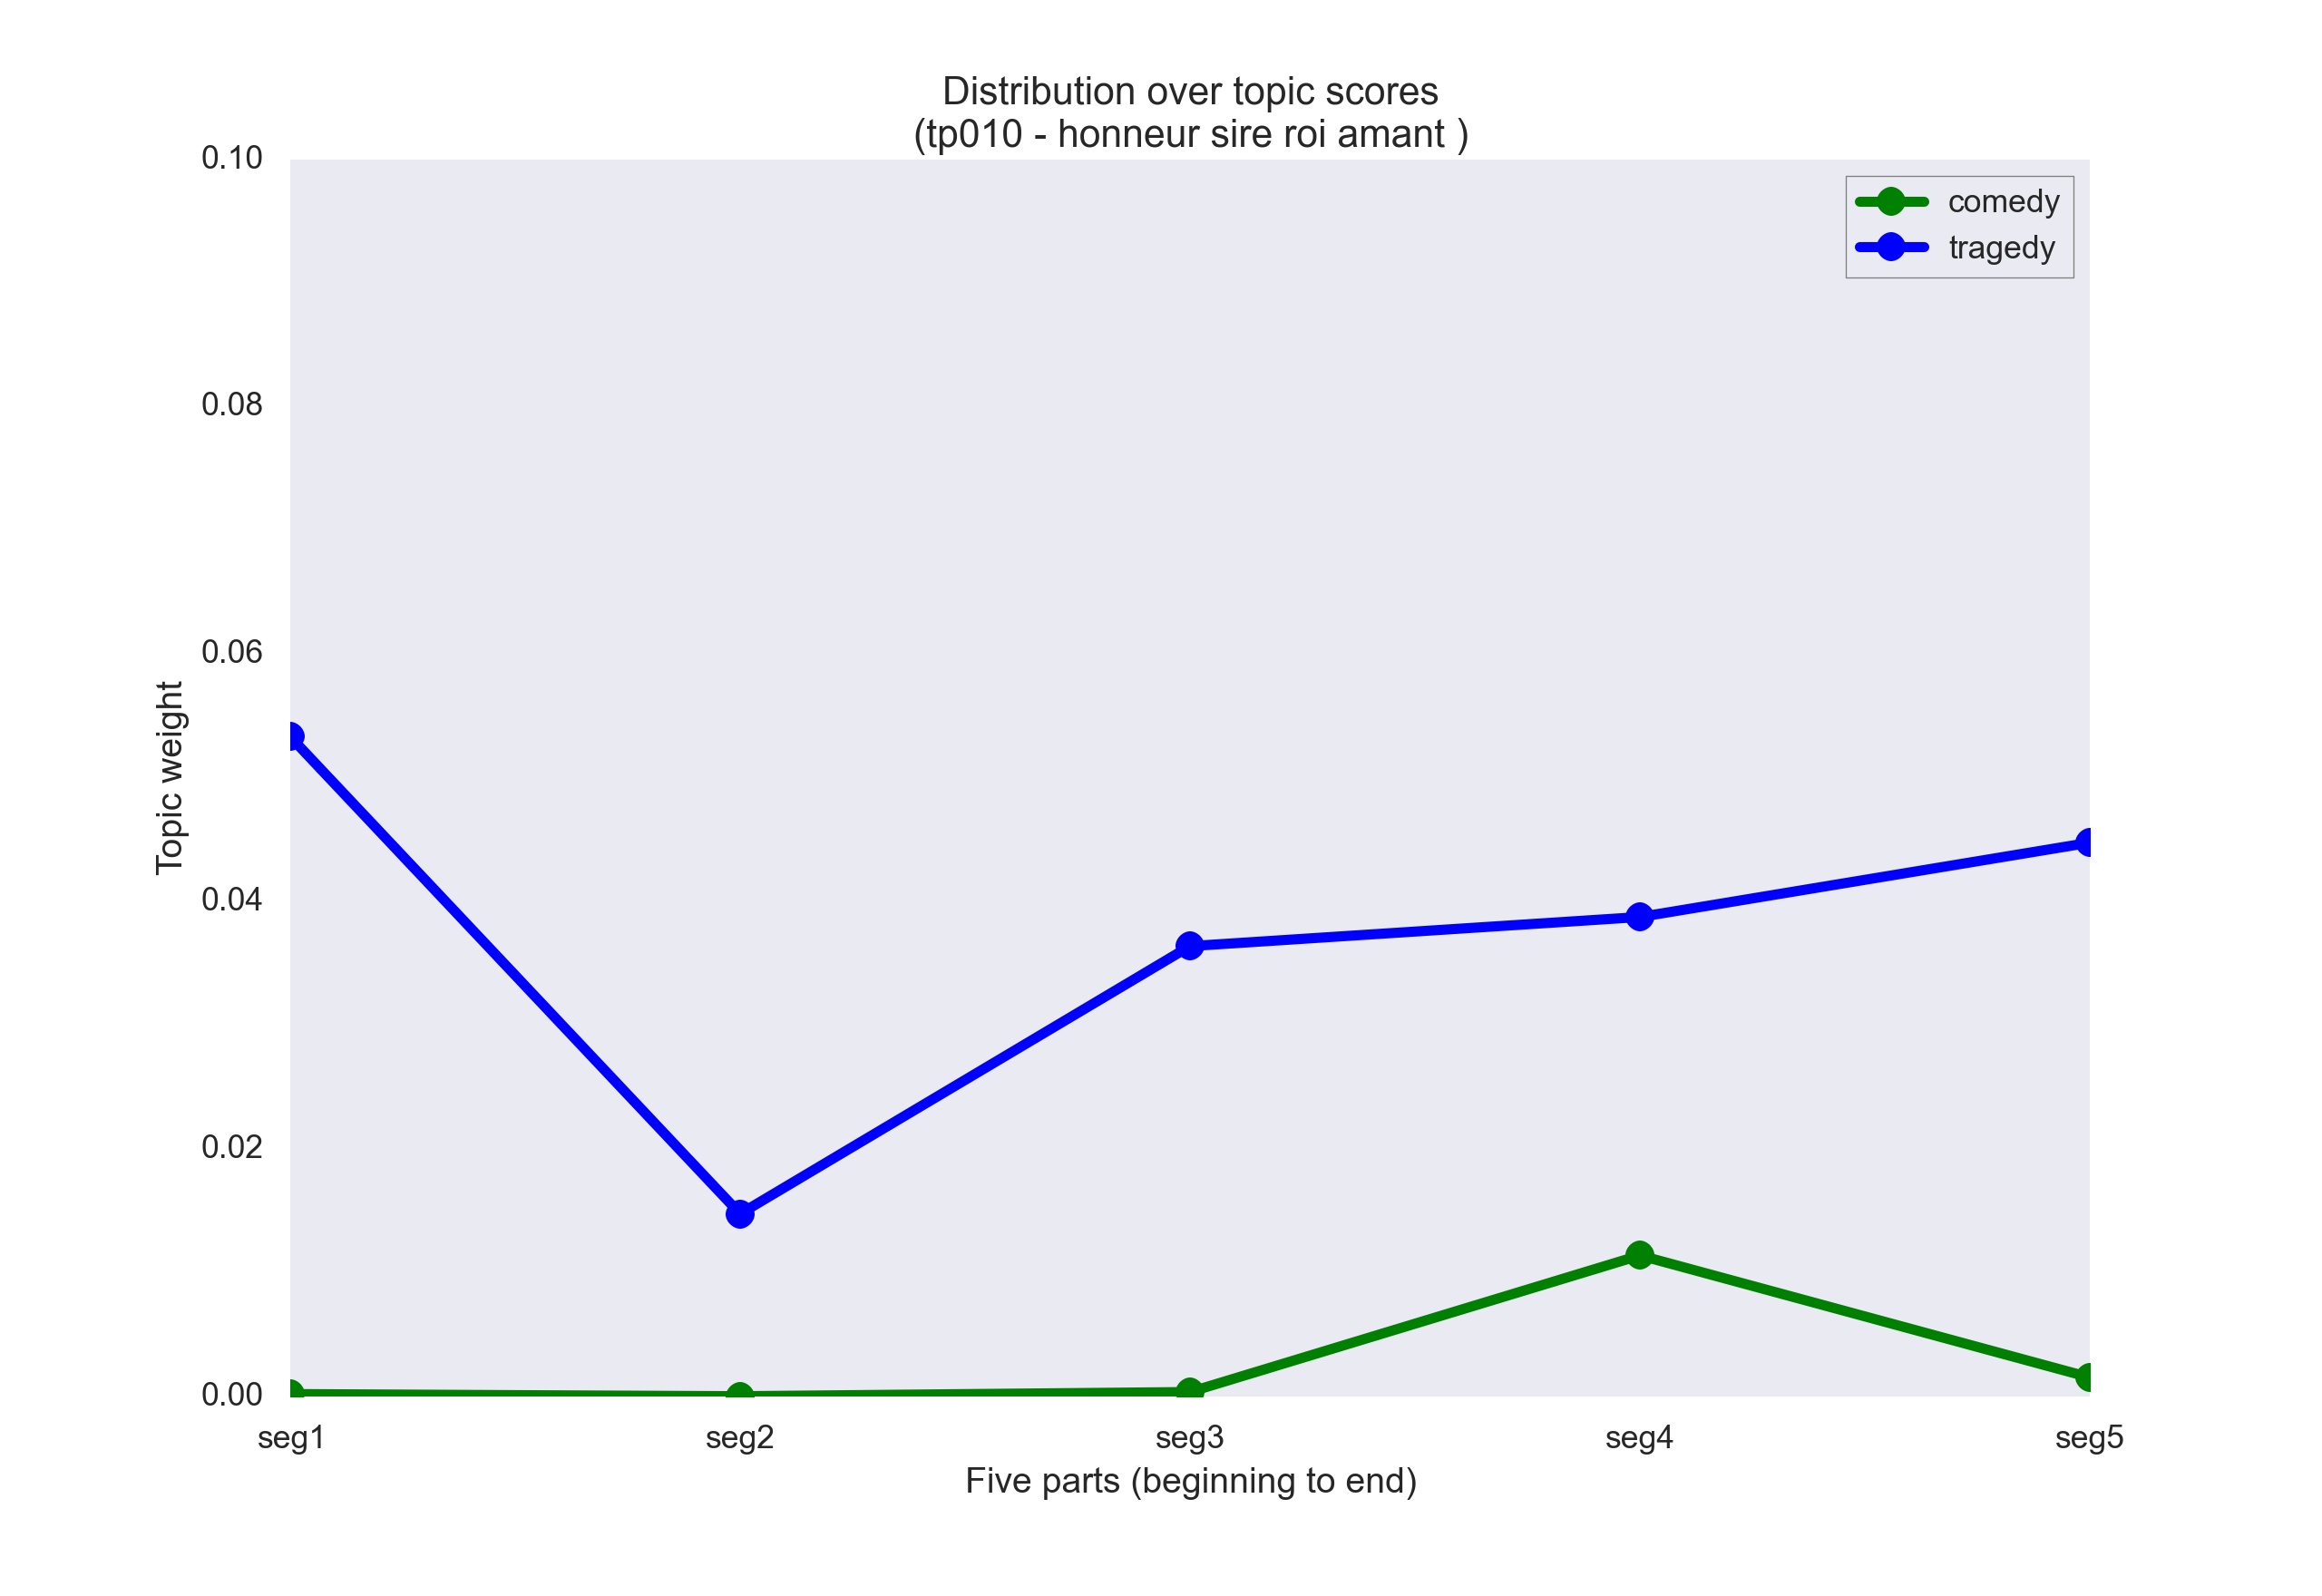 Distribution over topic scores
(tp010 - honneur sire roi amant )
0.10
0.08
0.06
0.04
0.02
0.00
Topic weight
comedy
tragedy
seg1
seg2
seg3
seg4
seg5
Five parts (beginning to end)